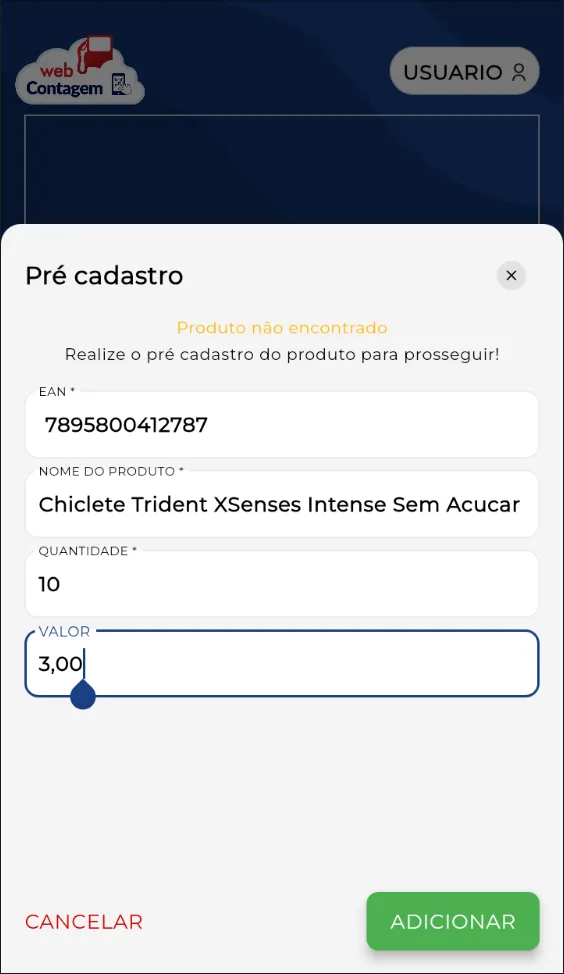 web
Contagem
USUARIO
Pré cadastro
Produto não encontrado
Realize o pré cadastro do produto para prosseguir!
EAN *
7895800412787
NOME DO PRODUTO *
Chiclete Trident XSenses Intense Sem Acucar
QUANTIDADE *
10
VALOR
3,00
CANCELAR
ADICIONAR